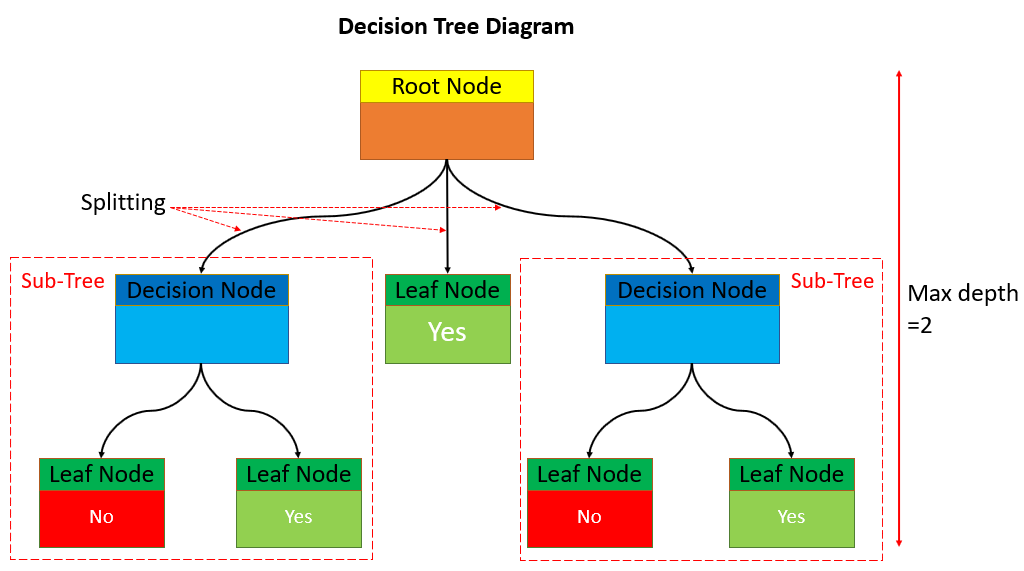 Decision Tree Diagram
Root Node
Splitting
Sub-Tree
Decision Node
Leaf Node
Yes
Decision Node
Sub-Tree
Max depth
=2
Leaf Node
No
Leaf Node
Yes
Leaf Node
No
Leaf Node
Yes